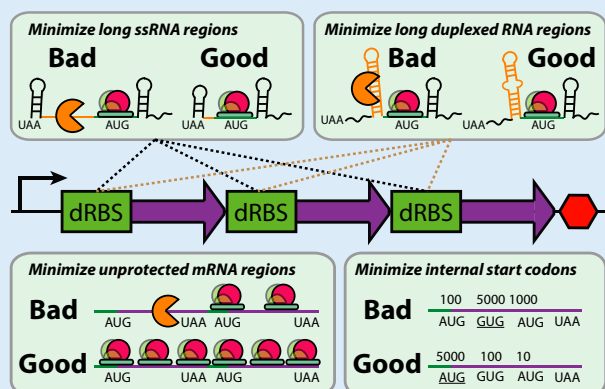 Minimize long ssRNA regions
Bad Good
UAA AUG AUG
Minimize long duplexed RNA regions
Bad Good
UAA AUG UAA AUG
dRBS dRBS dRBS
Minimize unprotected mRNA regions
Bad
AUG UAA AUG UAA
Good
AUG UAA AUG UAA
Minimize internal start codons
Bad
100 5000 1000
AUG GUG AUG UAA
Good
5000 100 10
AUG GUG AUG UAA